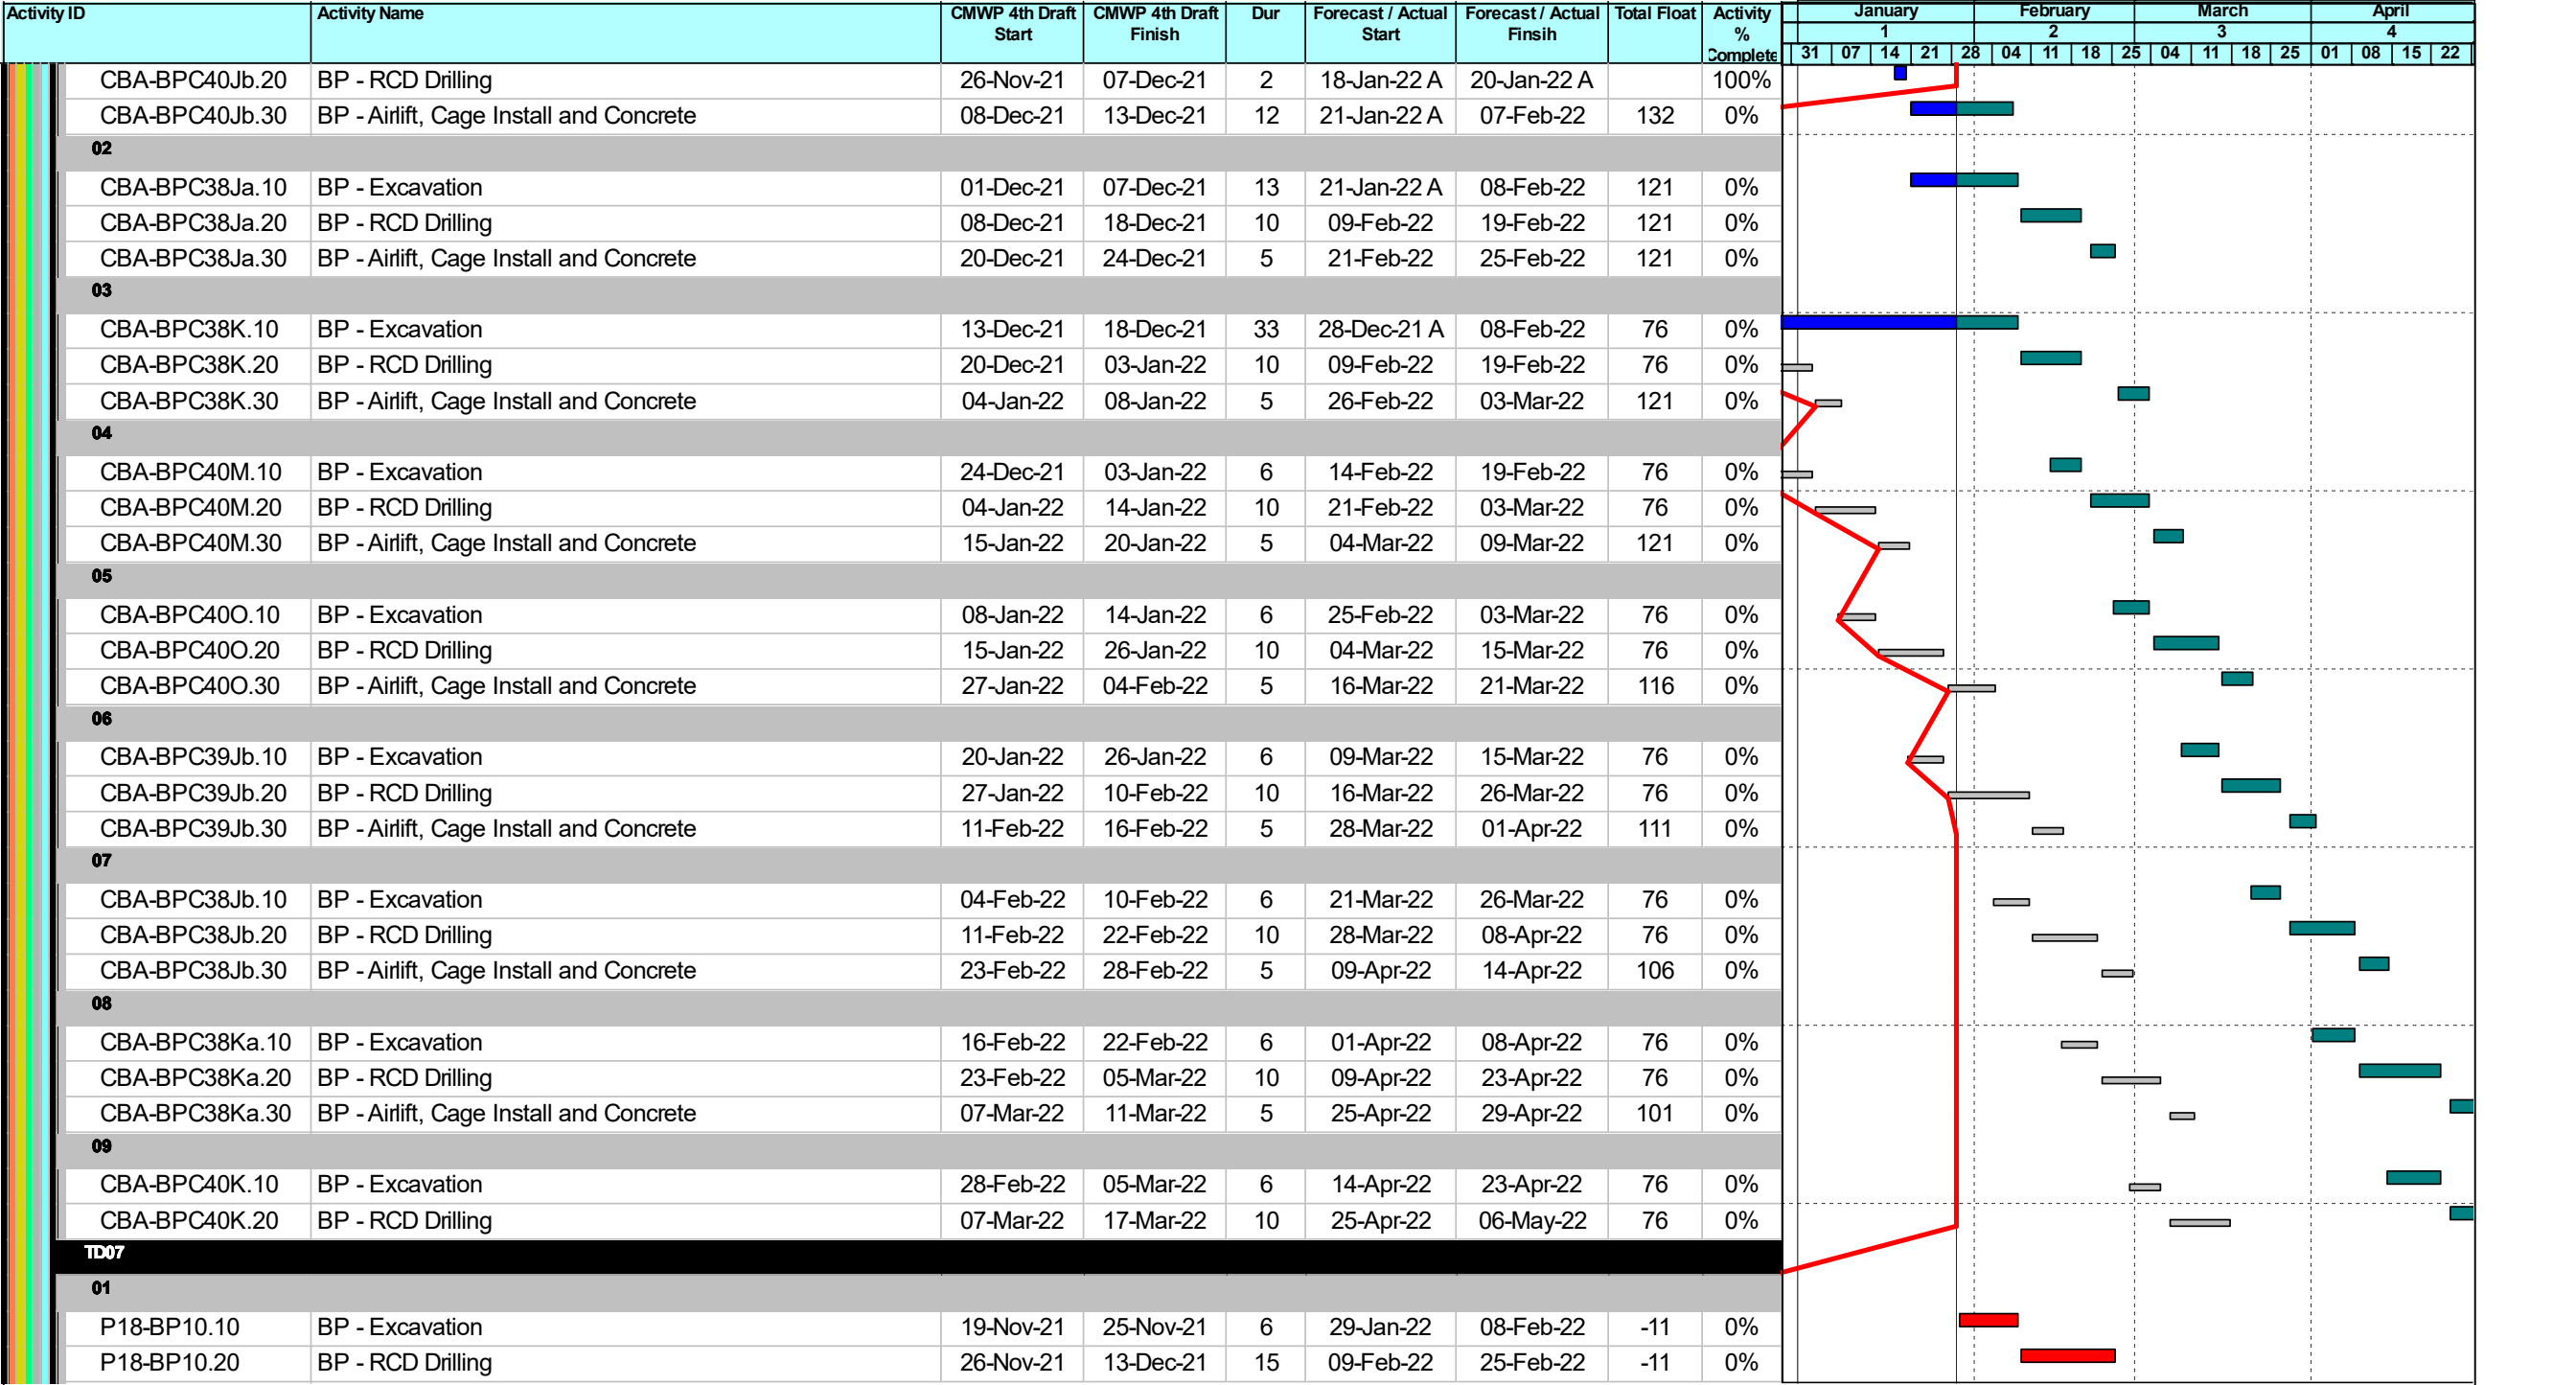 Activity ID Activity Name CMWP 4th Draft CMWP 4th Draft Dur Forecast / Actual Forecast / Actual Total Float Activity January February March April
Start Finish Start Finsih % 1 2 3 4
Complete 31 07 14 21 28 04 11 18 25 04 11 18 25 01 08 15 22
CBA-BPC40Jb.20 BP - RCD Drilling 26-Nov-21 07-Dec-21 2 18-Jan-22 A 20-Jan-22 A 100%
CBA-BPC40Jb.30 BP - Airlift, Cage Install and Concrete 08-Dec-21 13-Dec-21 12 21-Jan-22 A 07-Feb-22 132 0%
02
CBA-BPC38Ja.10 BP - Excavation 01-Dec-21 07-Dec-21 13 21-Jan-22 A 08-Feb-22 121 0%
CBA-BPC38Ja.20 BP - RCD Drilling 08-Dec-21 18-Dec-21 10 09-Feb-22 19-Feb-22 121 0%
CBA-BPC38Ja.30 BP - Airlift, Cage Install and Concrete 20-Dec-21 24-Dec-21 5 21-Feb-22 25-Feb-22 121 0%
03
CBA-BPC38K.10 BP - Excavation 13-Dec-21 18-Dec-21 33 28-Dec-21 A 08-Feb-22 76 0%
CBA-BPC38K.20 BP - RCD Drilling 20-Dec-21 03-Jan-22 10 09-Feb-22 19-Feb-22 76 0%
CBA-BPC38K.30 BP - Airlift, Cage Install and Concrete 04-Jan-22 08-Jan-22 5 26-Feb-22 03-Mar-22 121 0%
04
CBA-BPC40M.10 BP - Excavation 24-Dec-21 03-Jan-22 6 14-Feb-22 19-Feb-22 76 0%
CBA-BPC40M.20 BP - RCD Drilling 04-Jan-22 14-Jan-22 10 21-Feb-22 03-Mar-22 76 0%
CBA-BPC40M.30 BP - Airlift, Cage Install and Concrete 15-Jan-22 20-Jan-22 5 04-Mar-22 09-Mar-22 121 0%
05
CBA-BPC40O.10 BP - Excavation 08-Jan-22 14-Jan-22 6 25-Feb-22 03-Mar-22 76 0%
CBA-BPC40O.20 BP - RCD Drilling 15-Jan-22 26-Jan-22 10 04-Mar-22 15-Mar-22 76 0%
CBA-BPC40O.30 BP - Airlift, Cage Install and Concrete 27-Jan-22 04-Feb-22 5 16-Mar-22 21-Mar-22 116 0%
06
CBA-BPC39Jb.10 BP - Excavation 20-Jan-22 26-Jan-22 6 09-Mar-22 15-Mar-22 76 0%
CBA-BPC39Jb.20 BP - RCD Drilling 27-Jan-22 10-Feb-22 10 16-Mar-22 26-Mar-22 76 0%
CBA-BPC39Jb.30 BP - Airlift, Cage Install and Concrete 11-Feb-22 16-Feb-22 5 28-Mar-22 01-Apr-22 111 0%
07
CBA-BPC38Jb.10 BP - Excavation 04-Feb-22 10-Feb-22 6 21-Mar-22 26-Mar-22 76 0%
CBA-BPC38Jb.20 BP - RCD Drilling 11-Feb-22 22-Feb-22 10 28-Mar-22 08-Apr-22 76 0%
CBA-BPC38Jb.30 BP - Airlift, Cage Install and Concrete 23-Feb-22 28-Feb-22 5 09-Apr-22 14-Apr-22 106 0%
08
CBA-BPC38Ka.10 BP - Excavation 16-Feb-22 22-Feb-22 6 01-Apr-22 08-Apr-22 76 0%
CBA-BPC38Ka.20 BP - RCD Drilling 23-Feb-22 05-Mar-22 10 09-Apr-22 23-Apr-22 76 0%
CBA-BPC38Ka.30 BP - Airlift, Cage Install and Concrete 07-Mar-22 11-Mar-22 5 25-Apr-22 29-Apr-22 101 0%
09
CBA-BPC40K.10 BP - Excavation 28-Feb-22 05-Mar-22 6 14-Apr-22 23-Apr-22 76 0%
CBA-BPC40K.20 BP - RCD Drilling 07-Mar-22 17-Mar-22 10 25-Apr-22 06-May-22 76 0%
TD07
01
P18-BP10.10 BP - Excavation 19-Nov-21 25-Nov-21 6 29-Jan-22 08-Feb-22 -11 0%
P18-BP10.20 BP - RCD Drilling 26-Nov-21 13-Dec-21 15 09-Feb-22 25-Feb-22 -11 0%